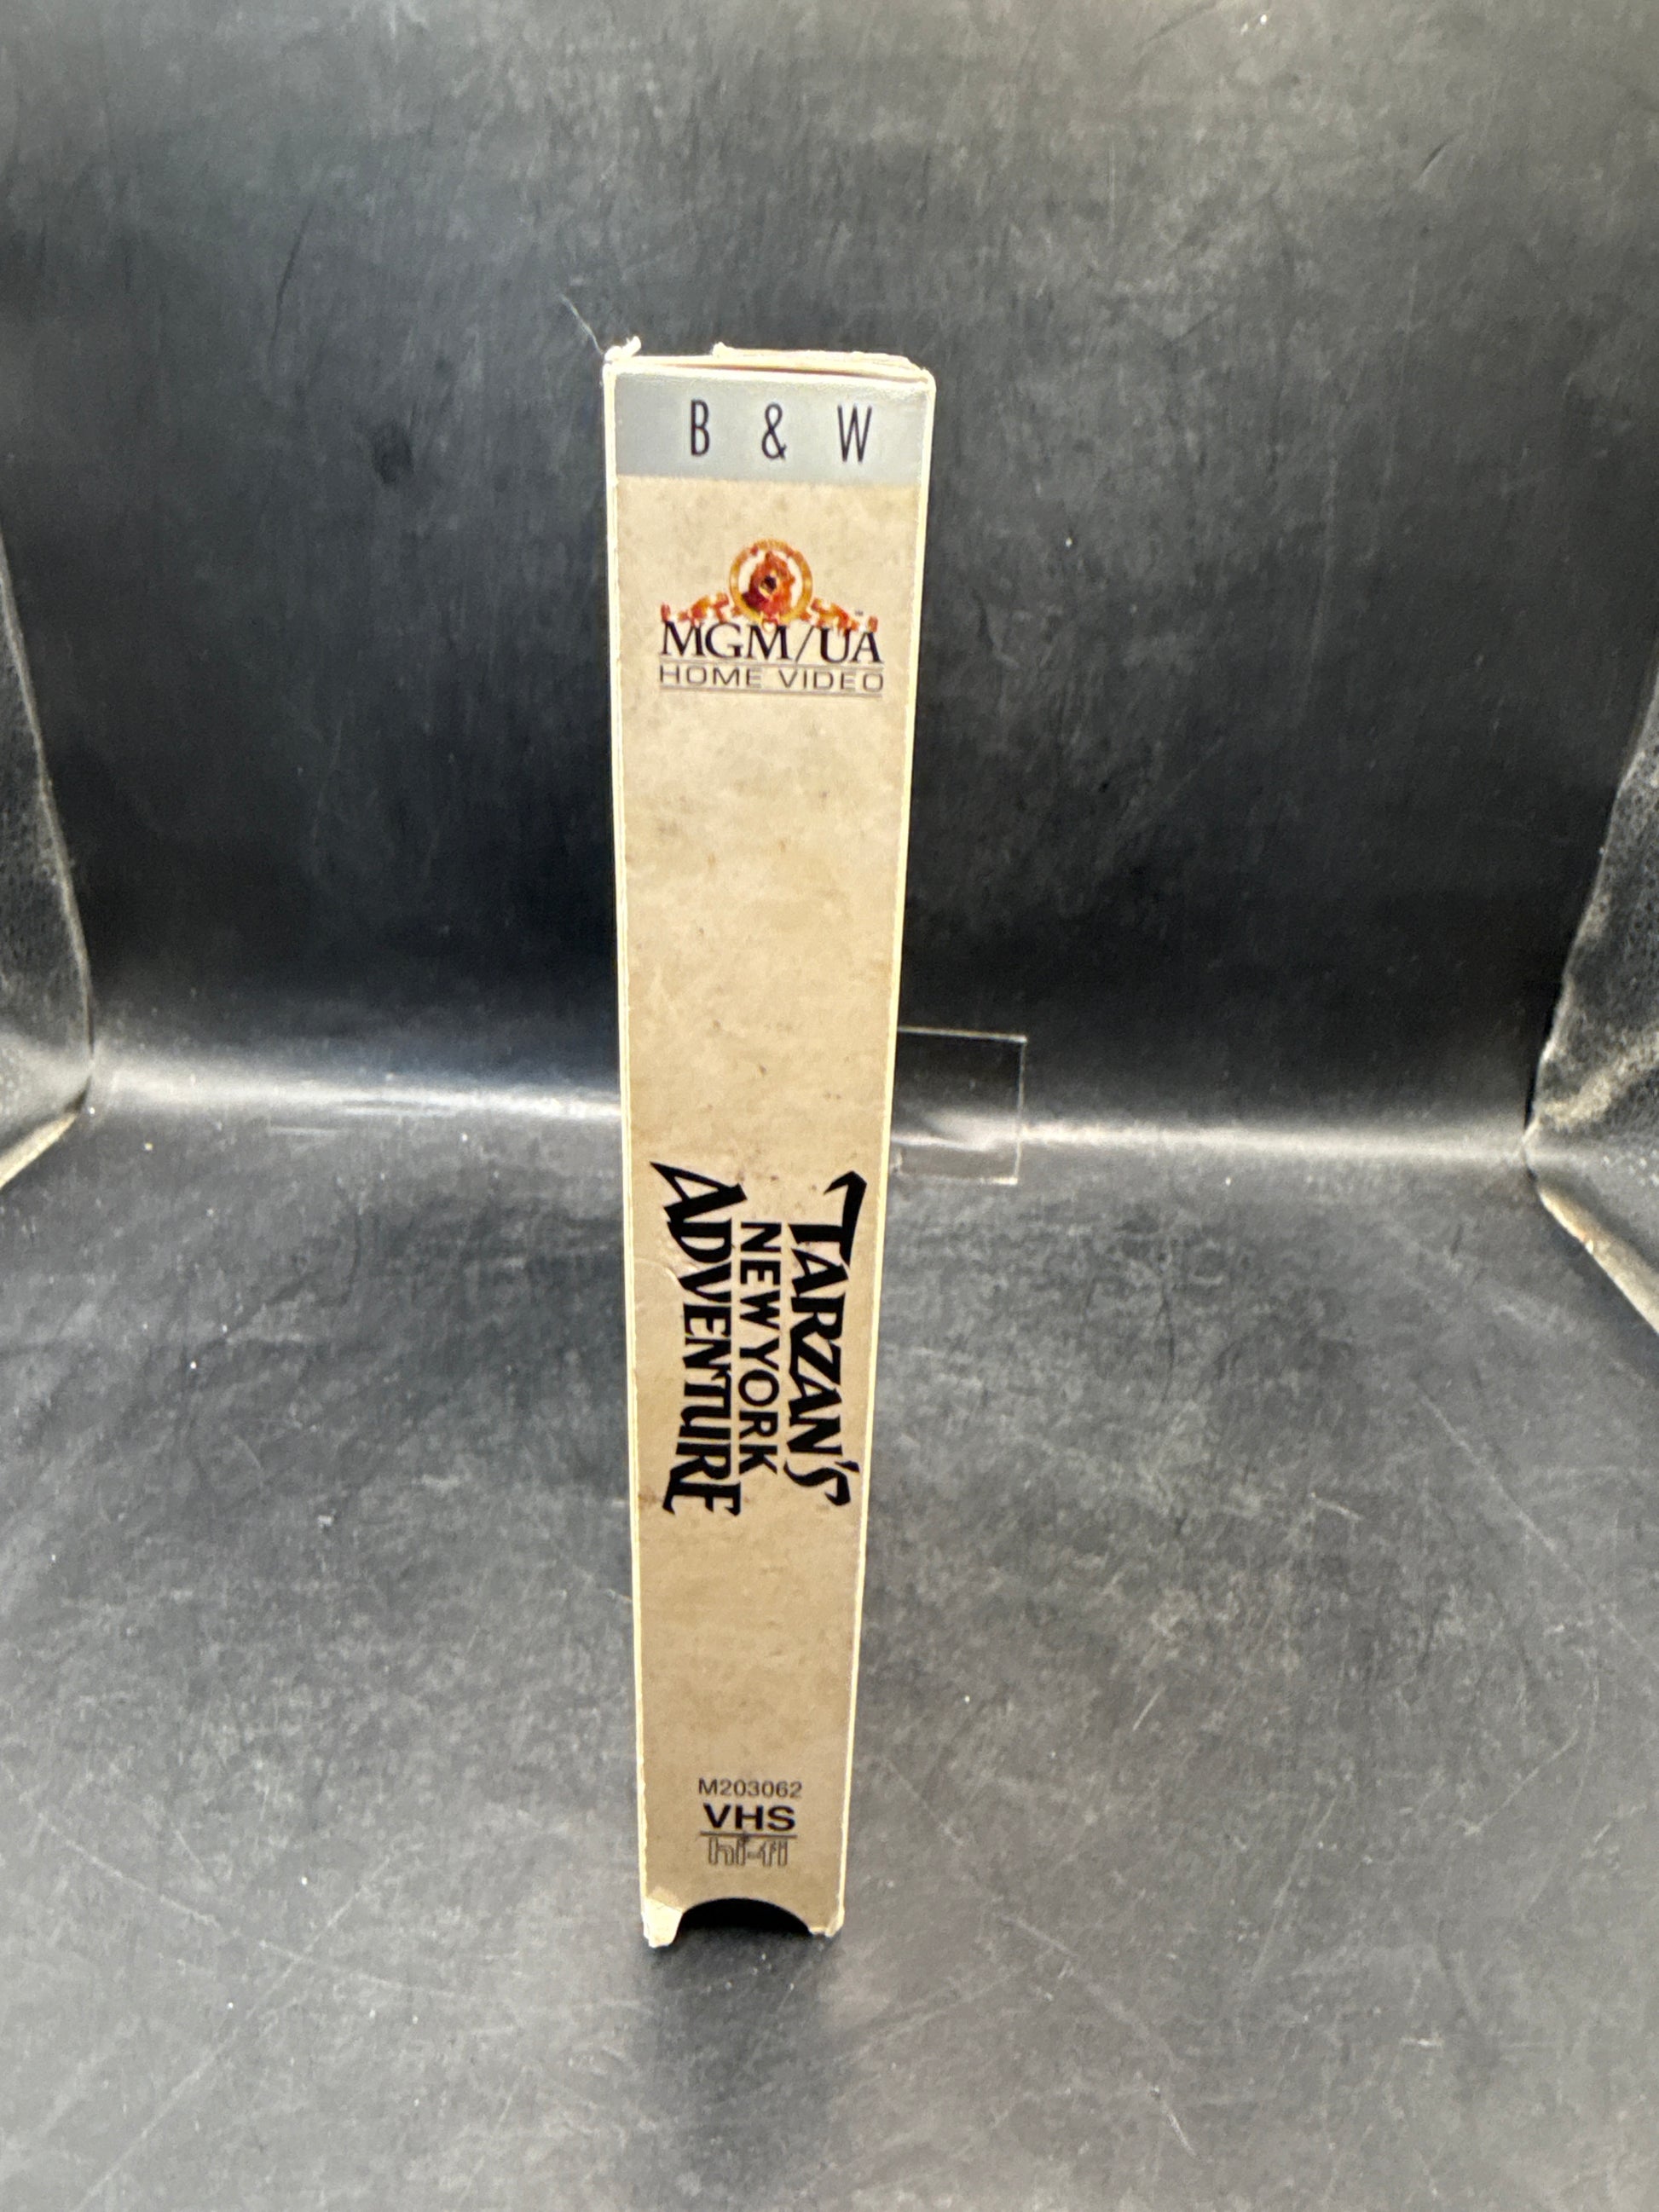 B & W
MGM/UA
HOME VIDEO
TARZAN'S
NEW YORK
ADVENTURE
M203062
VHS
hi-fi